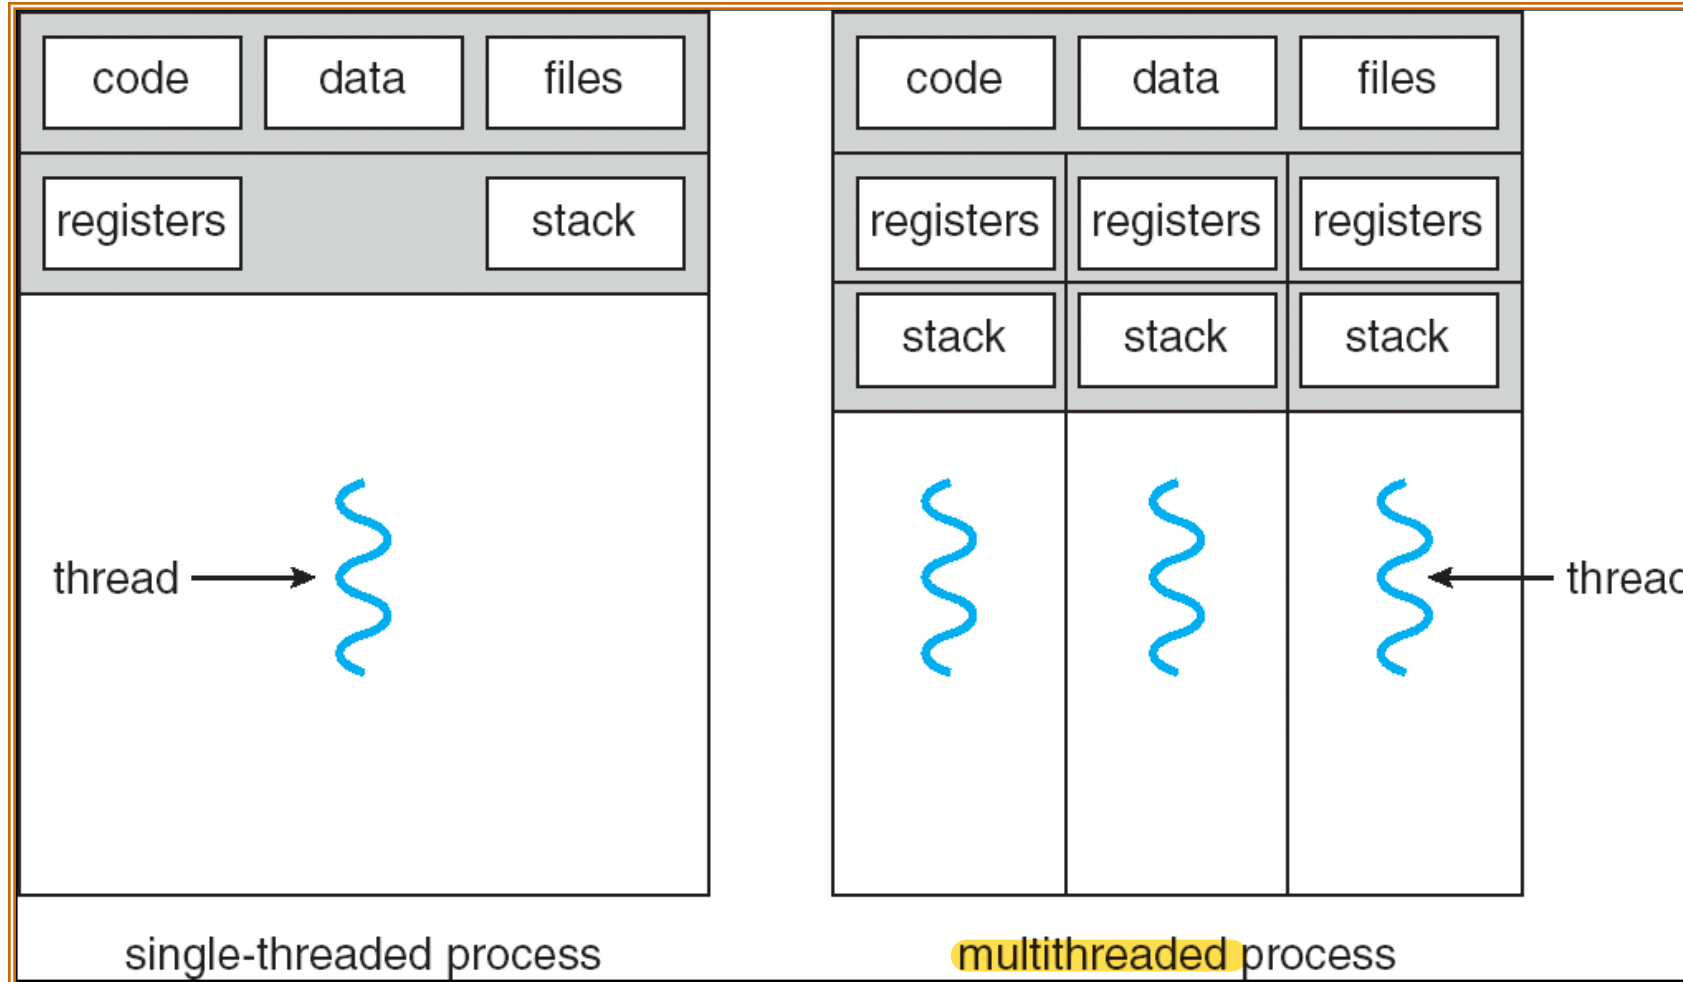 code data files code data files
registers stack registers registers registers
stack stack stack
thread threac
single-threaded process multithreaded process